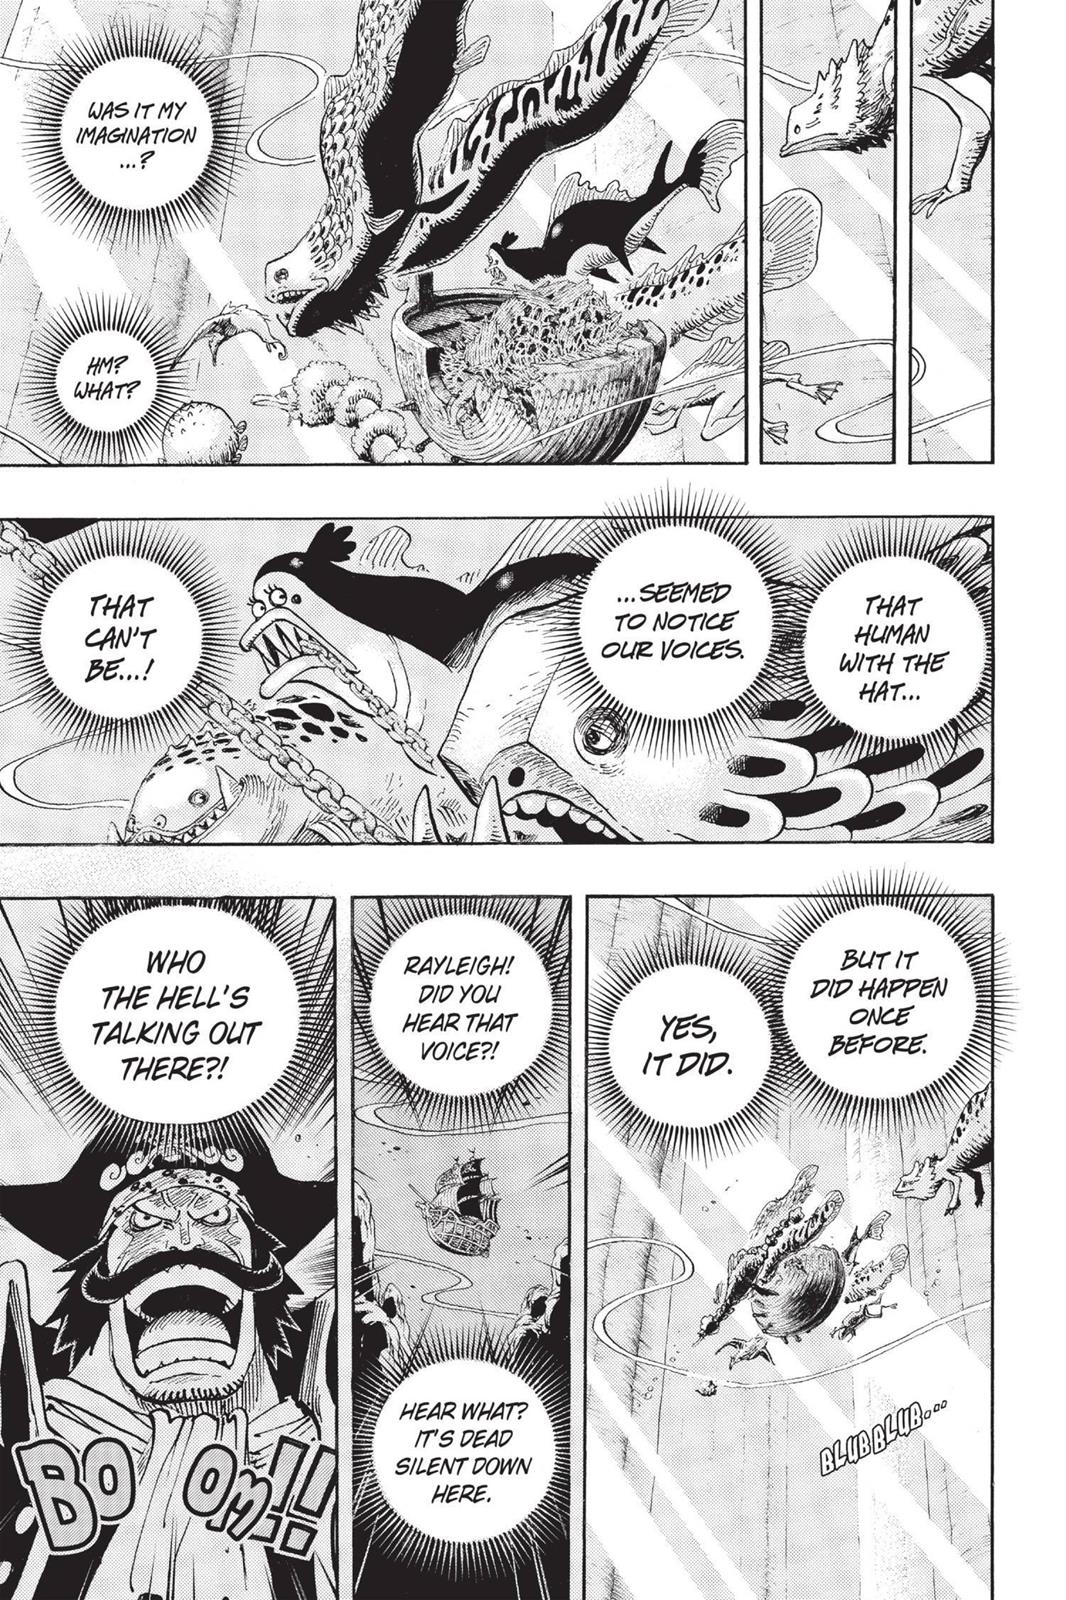 WAS IT MY
IMAGINATION
...?
HM?
WHAT?
THAT
HUMAN
WITH THE
HAT...
...SEEMED
TO NOTICE
OUR VOICES.
THAT
CAN'T
BE...!
BUT IT
DID HAPPEN
ONCE
BEFORE.
YES,
IT DID.
BLUB BLUB...
RAYLEIGH!
DID YOU
HEAR THAT
VOICE?!
HEAR WHAT?
IT'S DEAD
SILENT DOWN
HERE.
WHO
THE HELL'S
TALKING OUT
THERE?!
BOOM!!